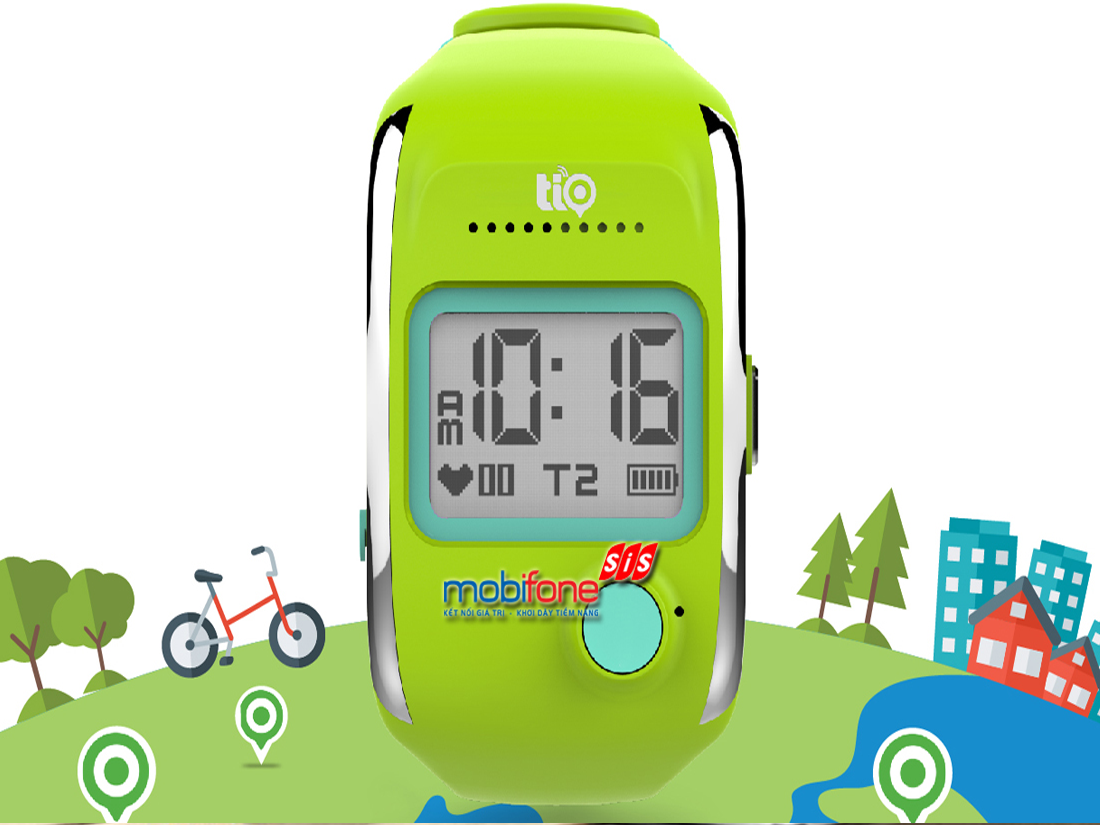 tio
10:16
AM
00 T2
sis
mobifone
KẾT NỐI GIÁ TRỊ - KHƠI DẬY TIỀM NĂNG